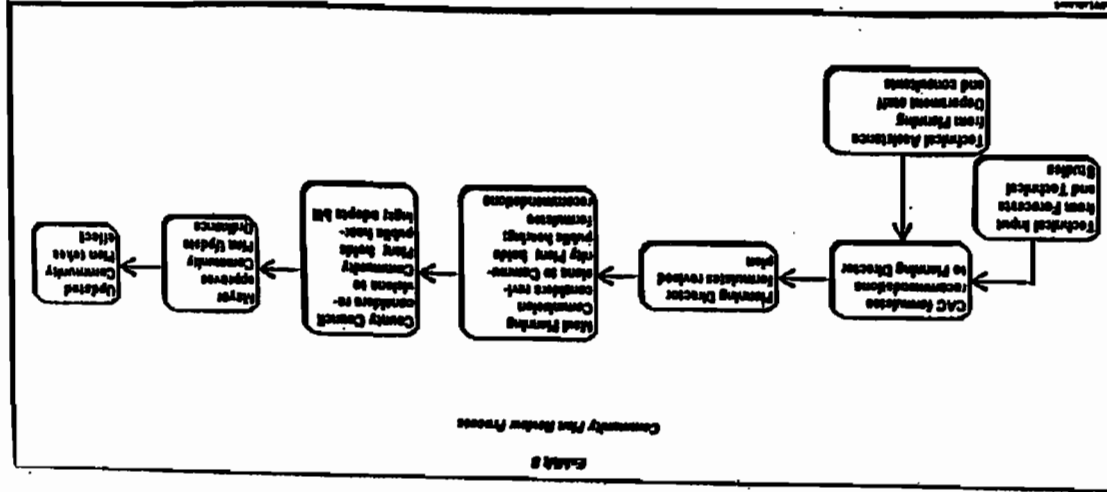 Exhibit B
Community Plan Review Process
Technical Input
from Forecasts
and Technical
Studies
Technical Assistance
from Planning
Department staff
and consultants
CAC formulates
recommendations
to Planning Director
Planning Director
formulates revised
plan
Maui Planning
Commission
considers revi-
sions to Commu-
nity Plan; holds
public hearing;
formulates
recommendations
County Council
considers re-
visions to
Community
Plan; holds
public hear-
ing; adopts bill
Mayor
approves
Community
Plan Update
Ordinance
Updated
Community
Plan takes
effect